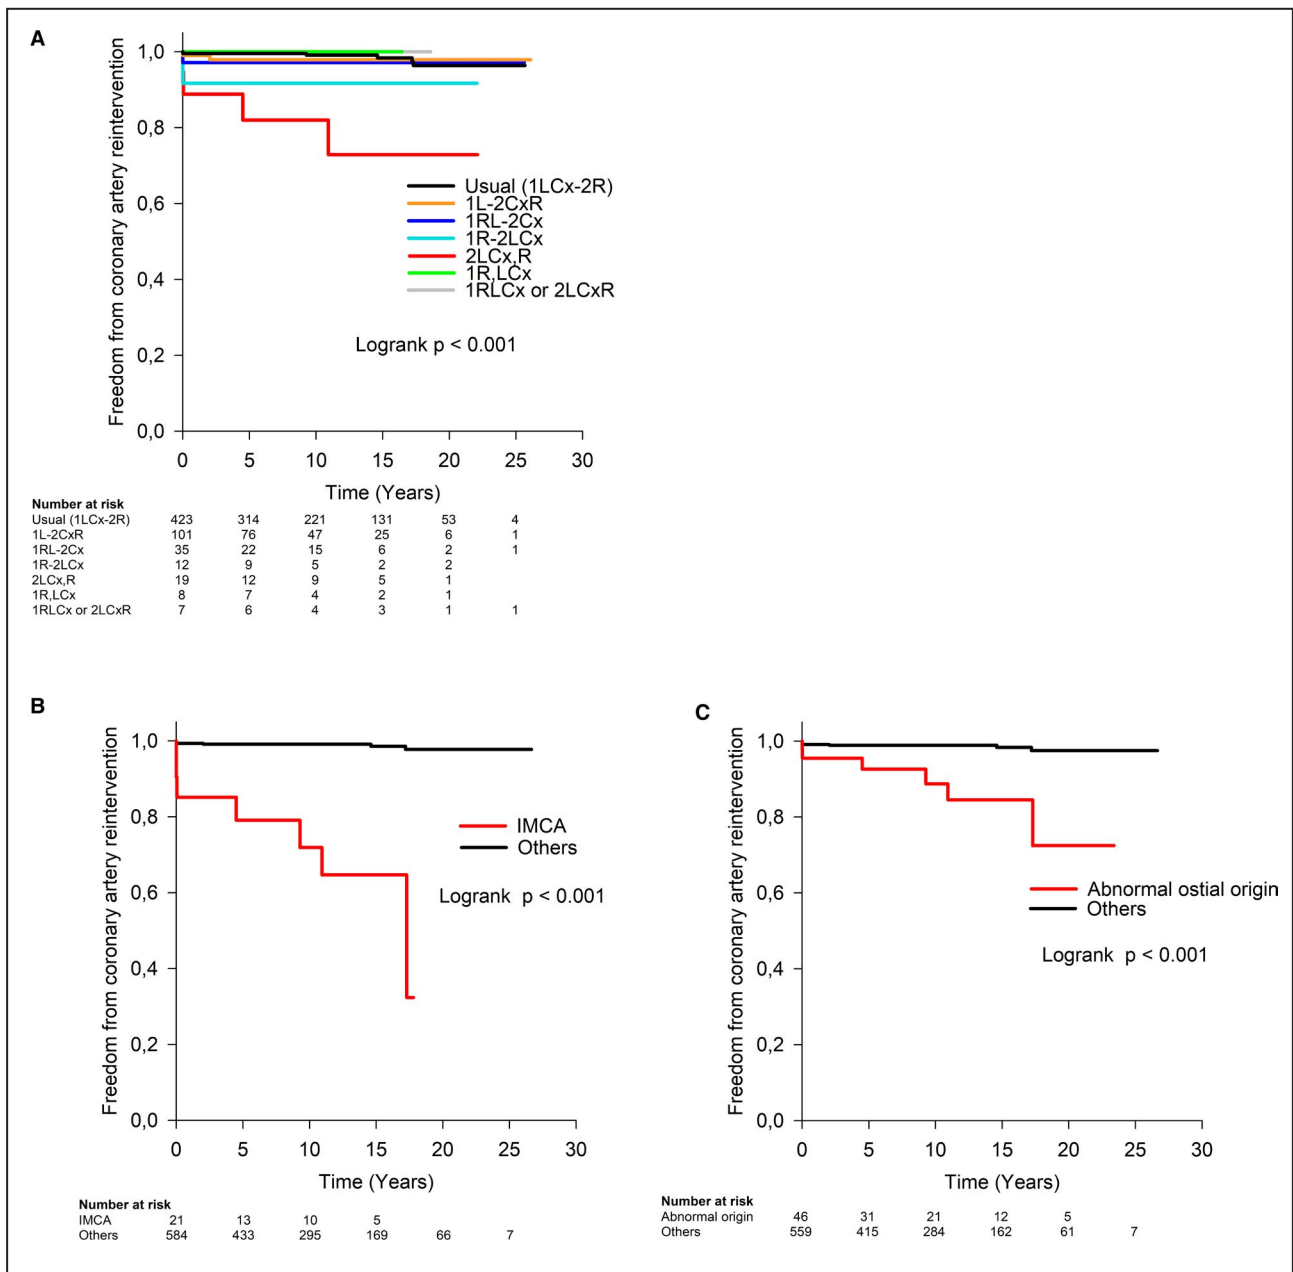 A
Freedom from coronary artery reintervention
1,0
0,8
0,6
0,4
0,2
0,0
Usual (1LCx-2R)
1L-2CxR
1RL-2Cx
1R-2LCx
2LCx,R
1R,LCx
1RLCx or 2LCxR
Logrank p < 0.001
0 5 10 15 20 25 30
Time (Years)
Number at risk
Usual (1LCx-2R) 423 314 221 131 53 4
1L-2CxR 101 76 47 25 6 1
1RL-2Cx 35 22 15 6 2 1
1R-2LCx 12 9 5 2 2
2LCx,R 19 12 9 5 1
1R,LCx 8 7 4 2 1
1RLCx or 2LCxR 7 6 4 3 1 1
B
Freedom from coronary artery reintervention
1,0
0,8
0,6
0,4
0,2
0,0
IMCA
Others
Logrank p < 0.001
0 5 10 15 20 25 30
Time (Years)
Number at risk
IMCA 21 13 10 5
Others 584 433 295 169 66 7
C
Freedom from coronary artery reintervention
1,0
0,8
0,6
0,4
0,2
0,0
Abnormal ostial origin
Others
Logrank p < 0.001
0 5 10 15 20 25 30
Time (Years)
Number at risk
Abnormal origin 46 31 21 12 5
Others 559 415 284 162 61 7